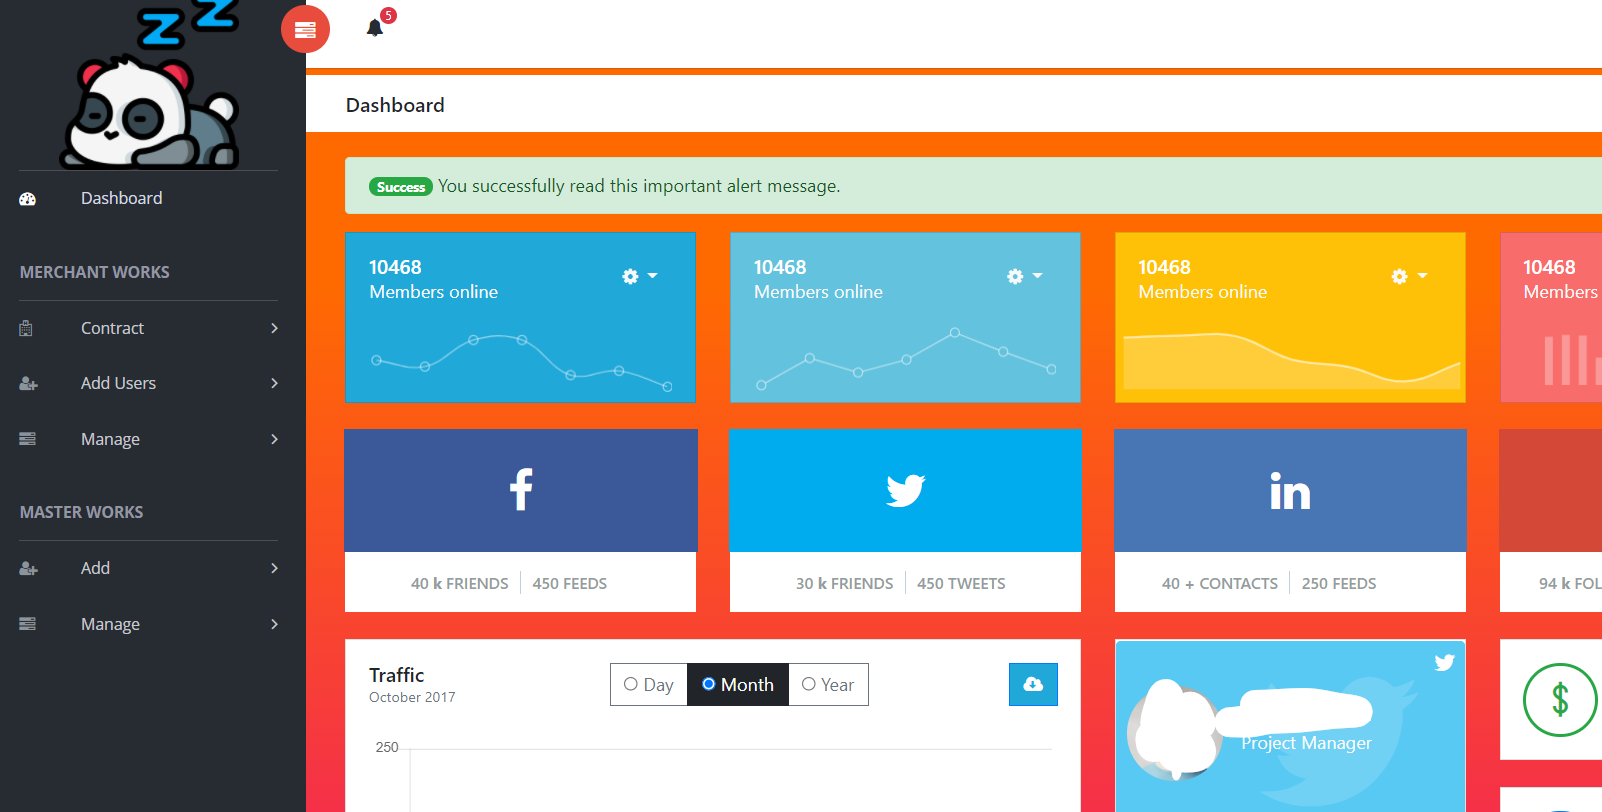 5
Dashboard
Dashboard
MERCHANT WORKS
Contract
Add Users
Manage
MASTER WORKS
Add
Manage
Success You successfully read this important alert message.
10468
Members online
10468
Members online
10468
Members online
10468
Members
40 k FRIENDS 450 FEEDS
30 k FRIENDS 450 TWEETS
40 + CONTACTS 250 FEEDS
94 k FOL
Traffic
October 2017
Day Month Year
250
Project Manager
$